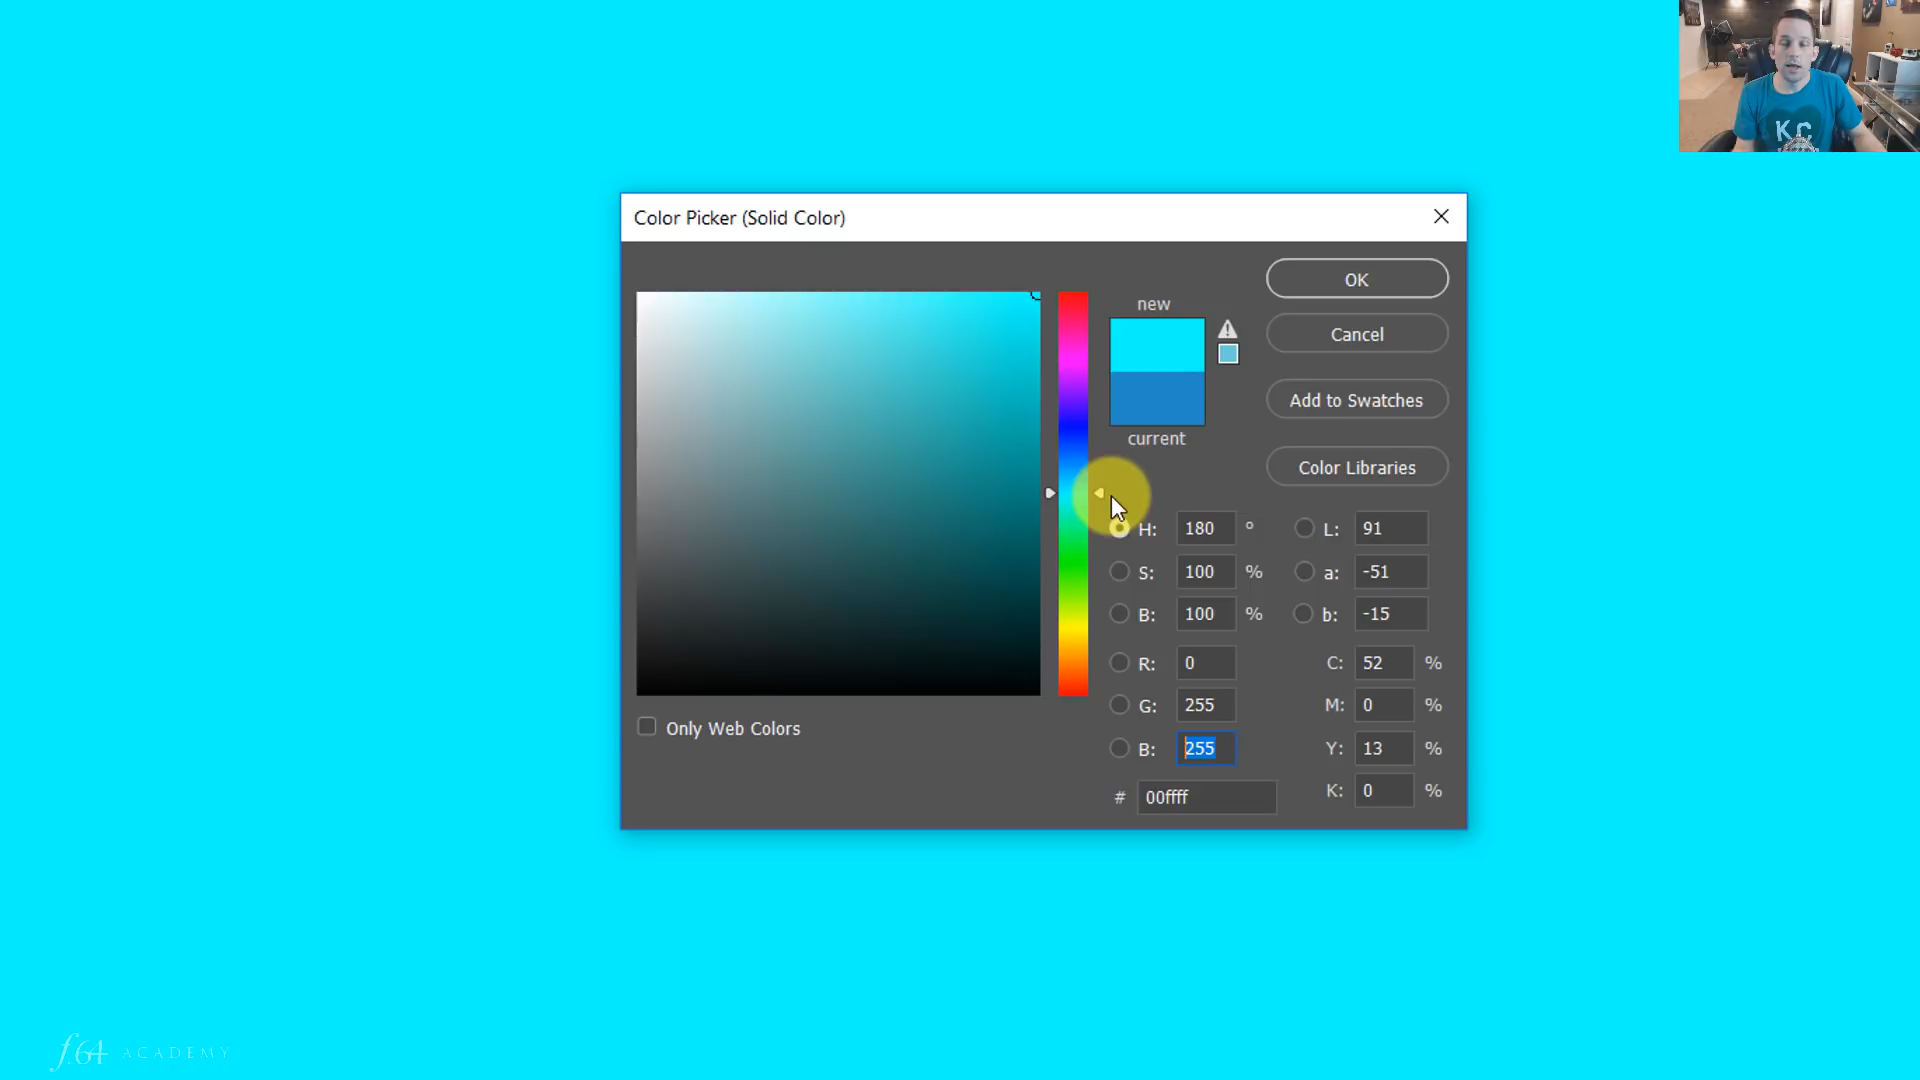 KC
Color Picker (Solid Color)
OK
new
Cancel
Add to Swatches
current
Color Libraries
H: 180 °
L: 91
S: 100 %
a: -51
B: 100 %
b: -15
R: 0
C: 52 %
G: 255
M: 0 %
Only Web Colors
B: 255
Y: 13 %
# 00ffff
K: 0 %
f.64 ACADEMY